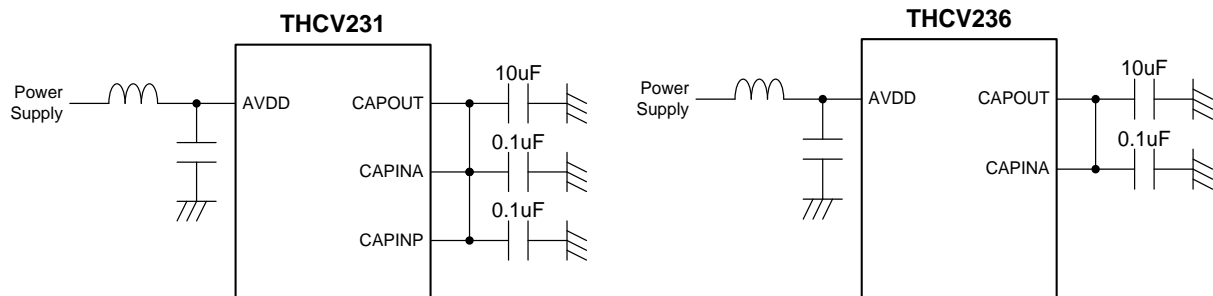 THCV231
Power
Supply
AVDD
CAPOUT
10uF
CAPINA
0.1uF
CAPINP
0.1uF
THCV236
Power
Supply
AVDD
CAPOUT
10uF
CAPINA
0.1uF